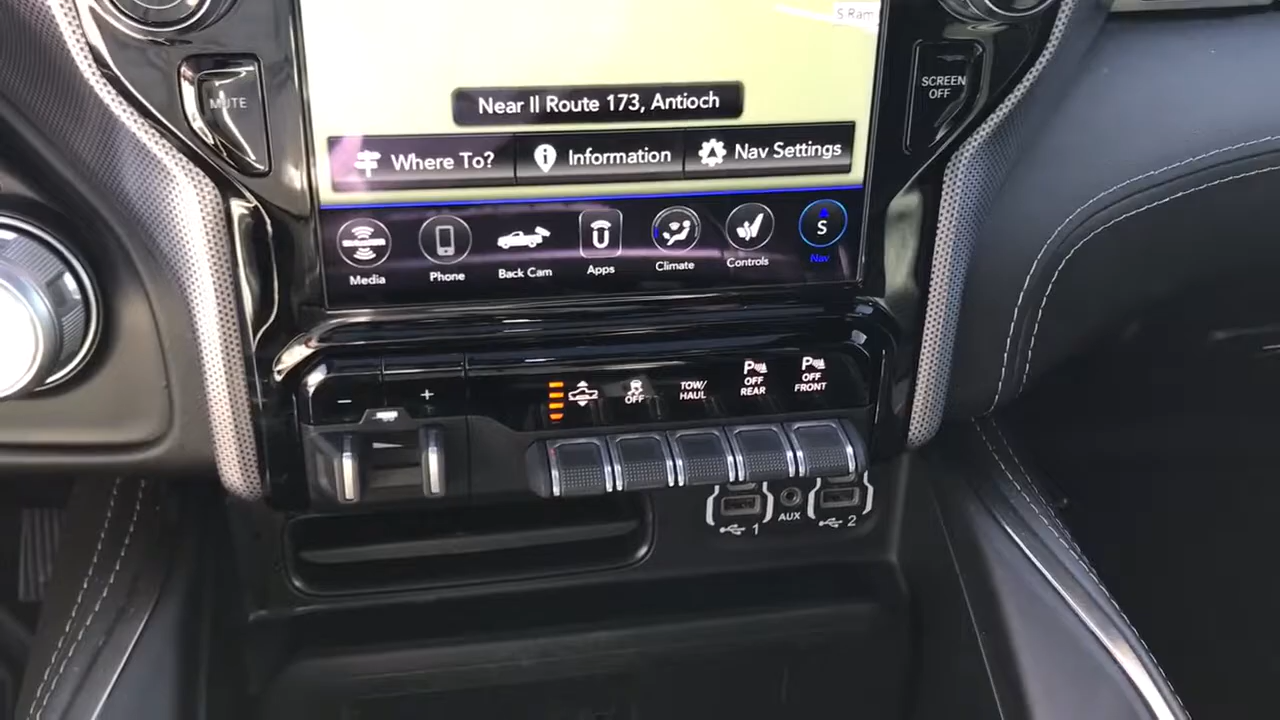 S Ram
MUTE
SCREEN
OFF
Near Il Route 173, Antioch
Where To?
Information
Nav Settings
Media
Phone
Back Cam
Apps
Climate
Controls
S
Nav
− +
OFF
TOW/
HAUL
P
OFF
REAR
P
OFF
FRONT
1
AUX
2